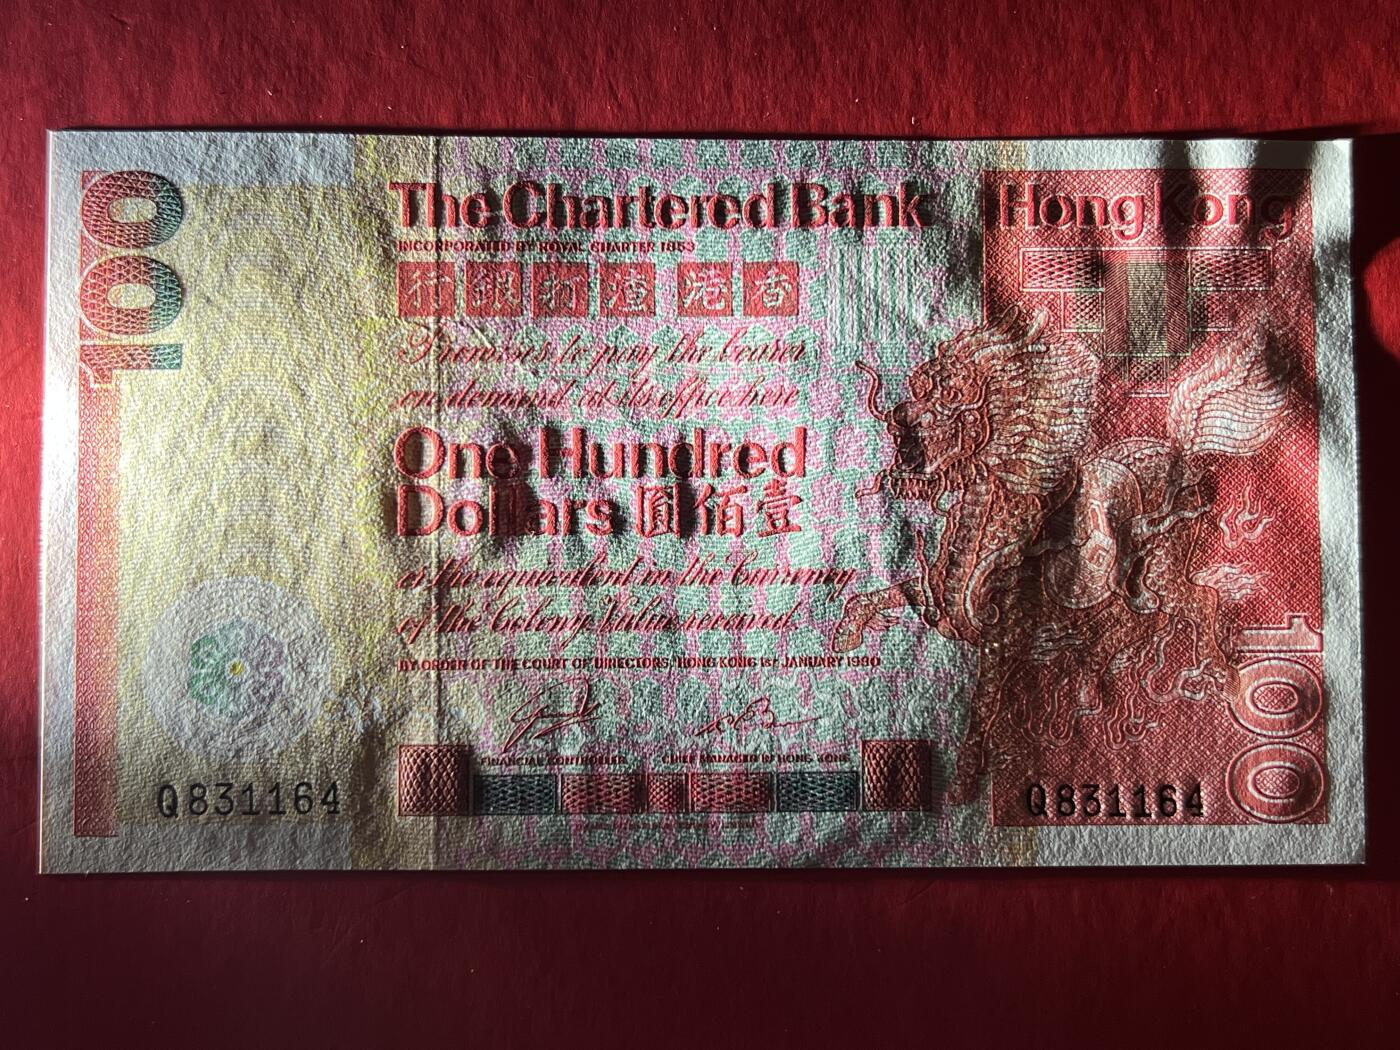 100
The Chartered Bank
INCORPORATED BY ROYAL CHARTER 1853
行銀打渣港香
Promises to pay the bearer
on demand at its office here
One Hundred
Dollars 圓佰壹
or the equivalent in the Currency
of the Colony Value received
BY ORDER OF THE COURT OF DIRECTORS, HONG KONG 1ST JANUARY 1980
FINANCIAL CONTROLLER
CHIEF MANAGER IN HONG KONG
Q831164
Hong Kong
100
Q831164